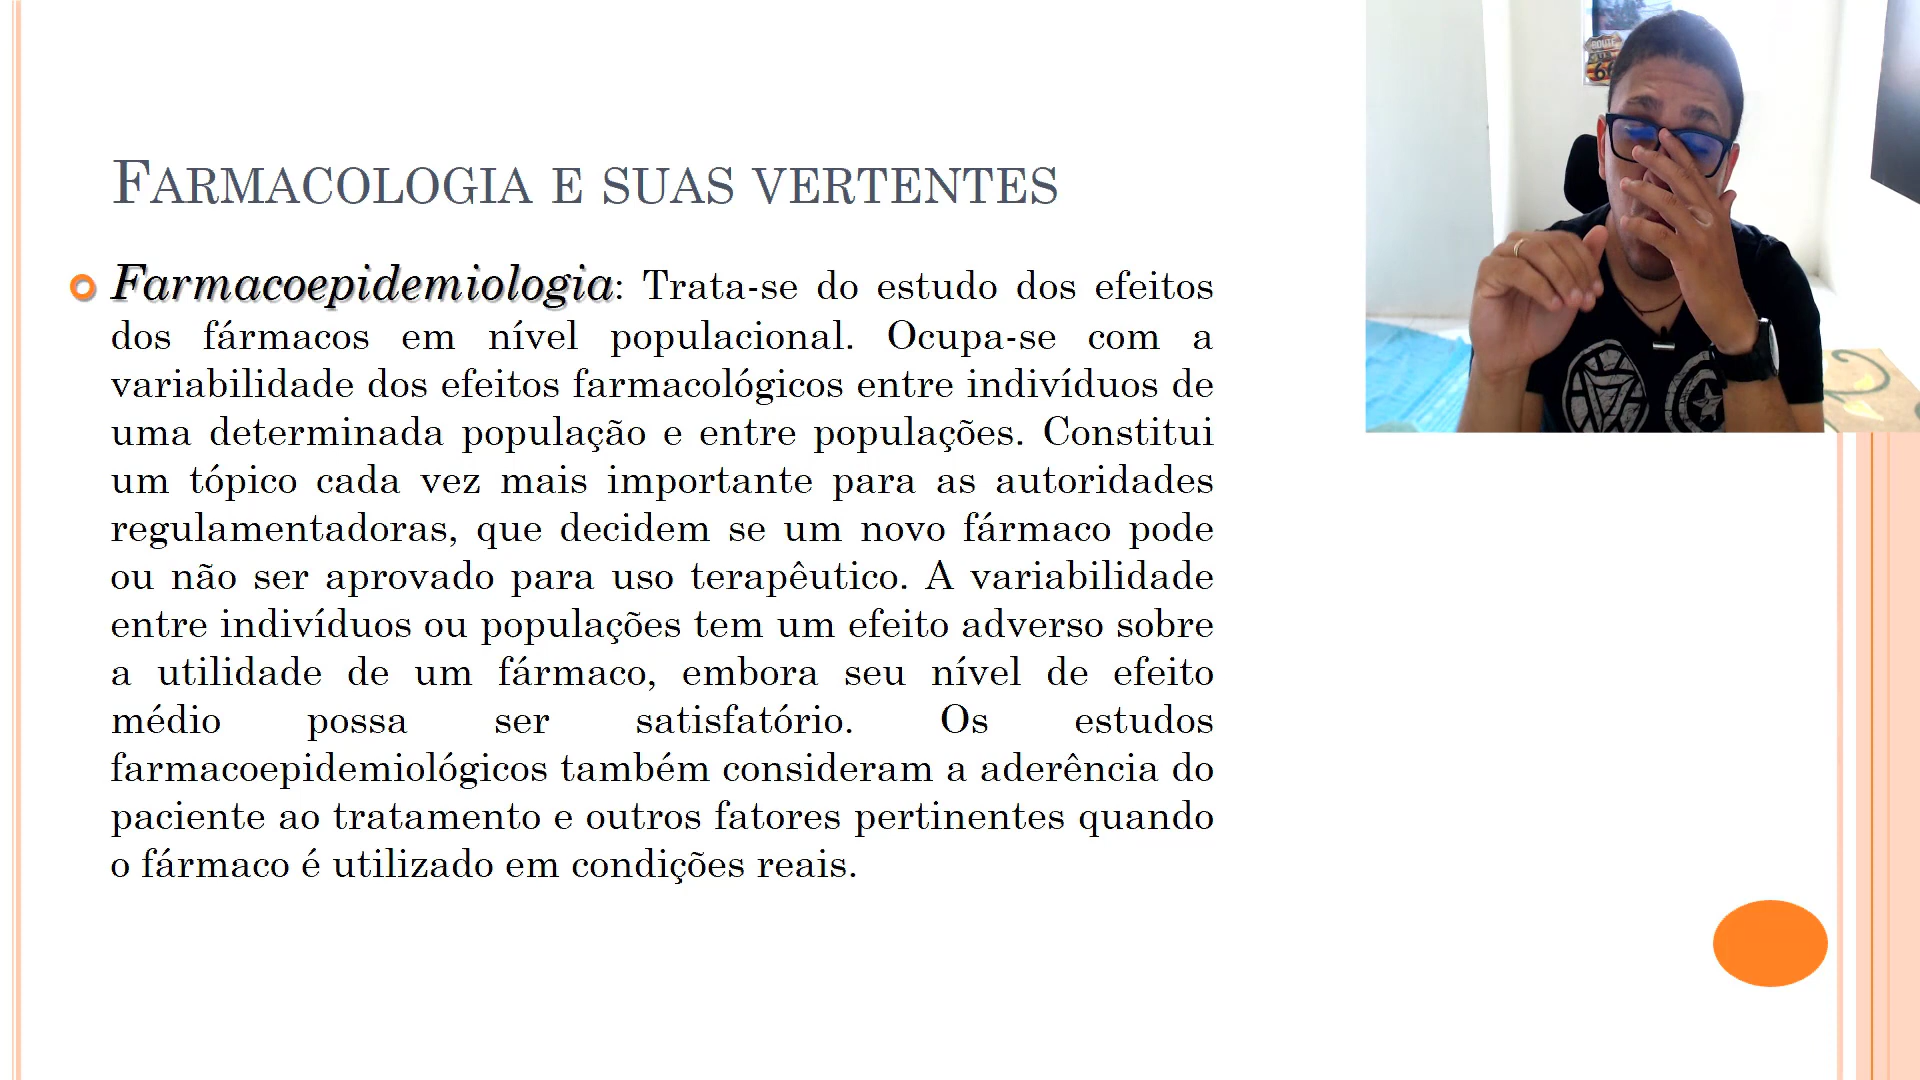 FARMACOLOGIA E SUAS VERTENTES
Farmacoepidemiologia: Trata-se do estudo dos efeitos
dos fármacos em nível populacional. Ocupa-se com a
variabilidade dos efeitos farmacológicos entre indivíduos de
uma determinada população e entre populações. Constitui
um tópico cada vez mais importante para as autoridades
regulamentadoras, que decidem se um novo fármaco pode
ou não ser aprovado para uso terapêutico. A variabilidade
entre indivíduos ou populações tem um efeito adverso sobre
a utilidade de um fármaco, embora seu nível de efeito
médio possa ser satisfatório. Os estudos
farmacoepidemiológicos também consideram a aderência do
paciente ao tratamento e outros fatores pertinentes quando
o fármaco é utilizado em condições reais.
ROUTE